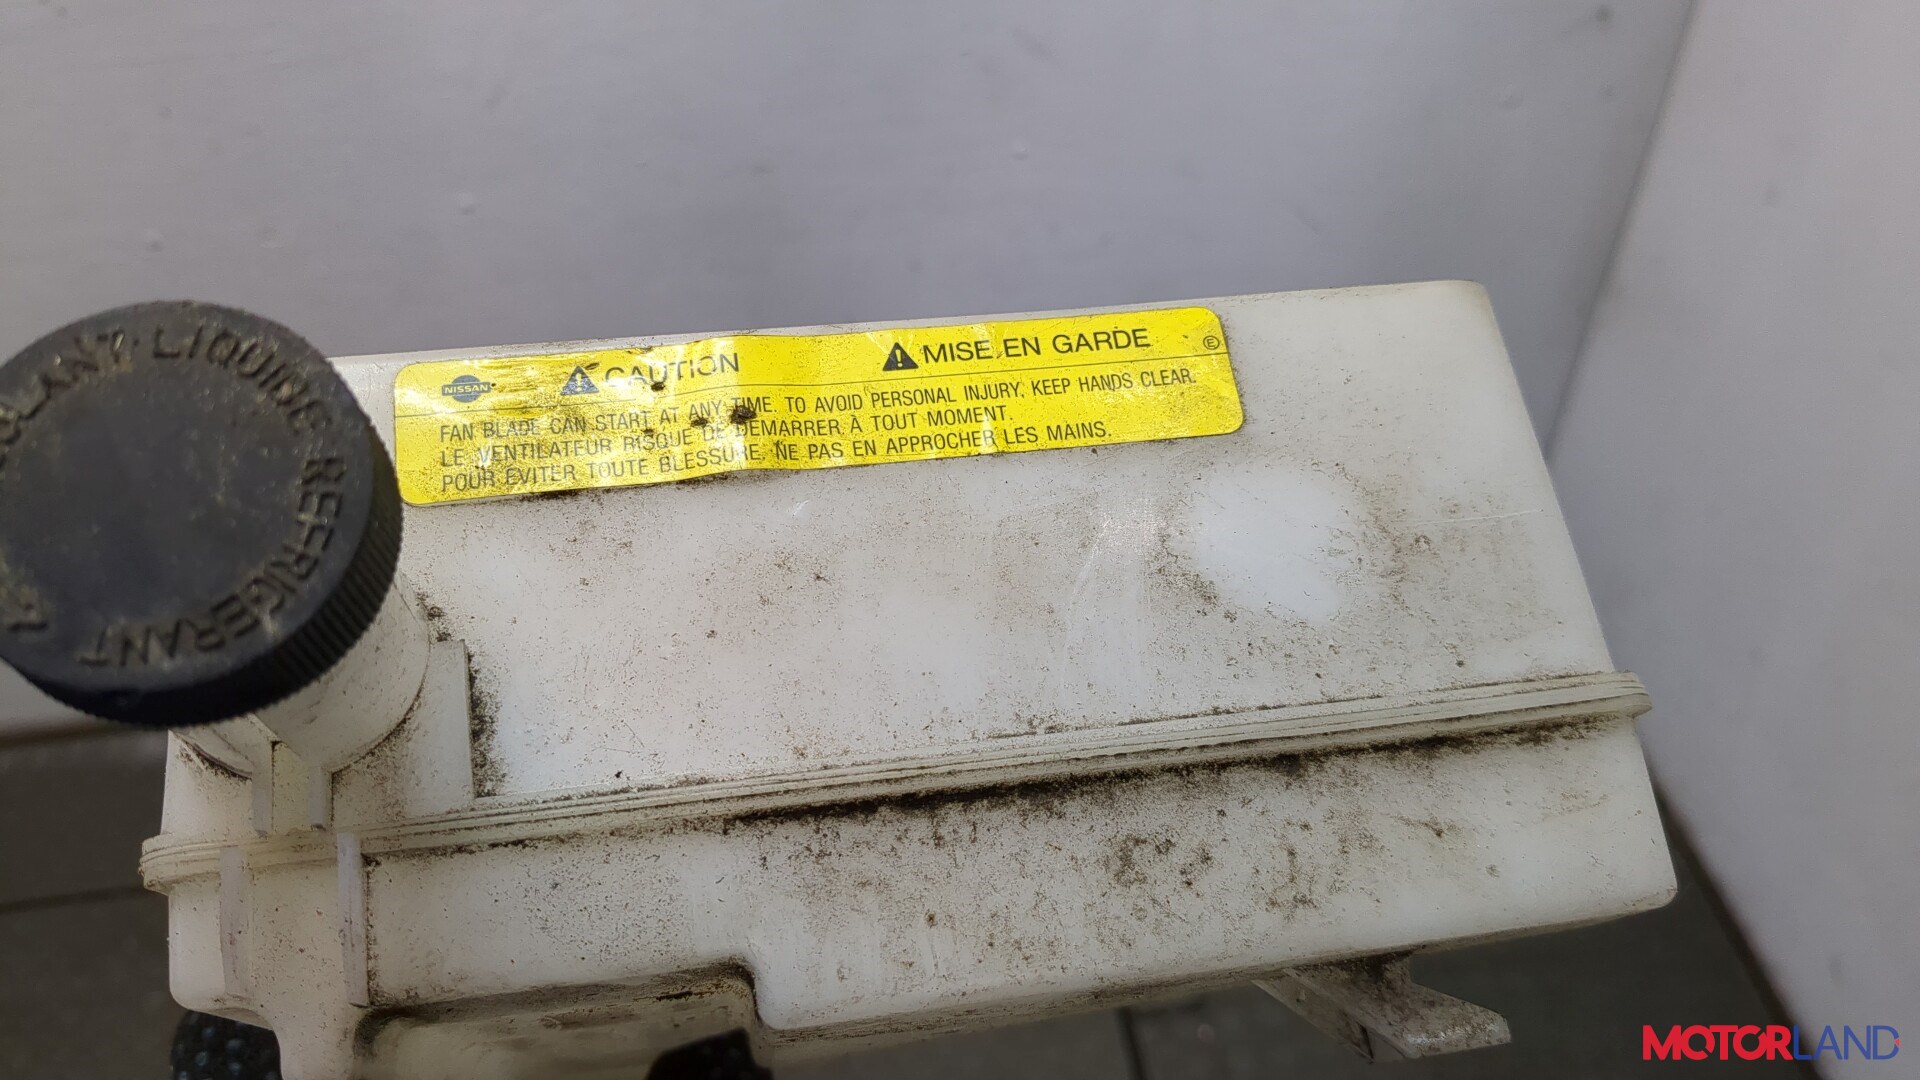 NISSAN CAUTION MISE EN GARDE E
FAN BLADE CAN START AT ANY TIME. TO AVOID PERSONAL INJURY, KEEP HANDS CLEAR.
LE VENTILATEUR RISQUE DE DEMARRER À TOUT MOMENT.
POUR ÉVITER TOUTE BLESSURE, NE PAS EN APPROCHER LES MAINS.
LIQUIDE REFRIGERANT
MOTORLAND